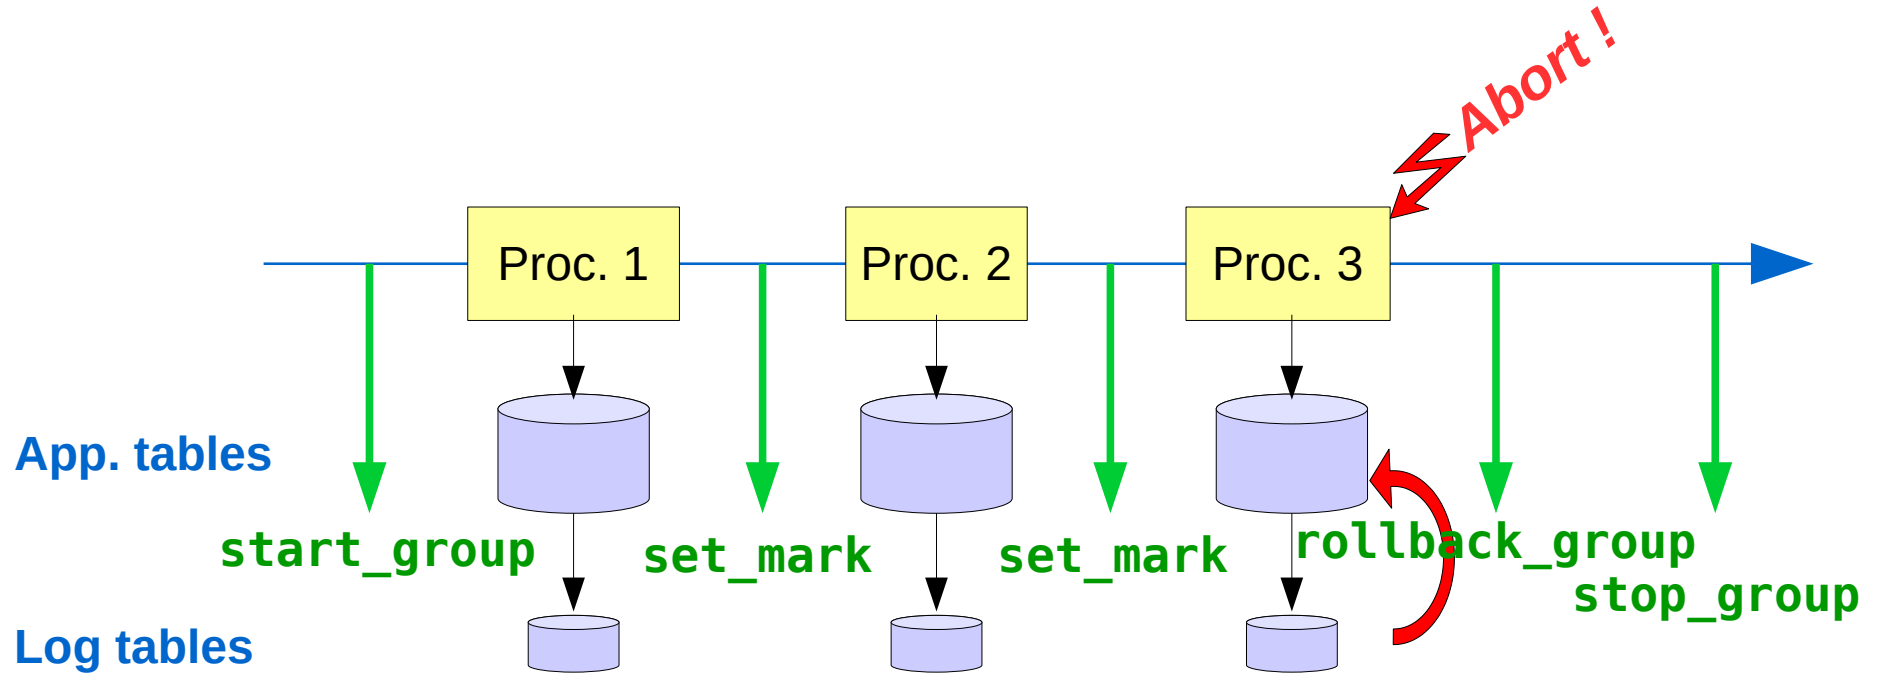 Abort !
Proc. 1
Proc. 2
Proc. 3
App. tables
start_group
set_mark
set_mark
rollback_group
stop_group
Log tables